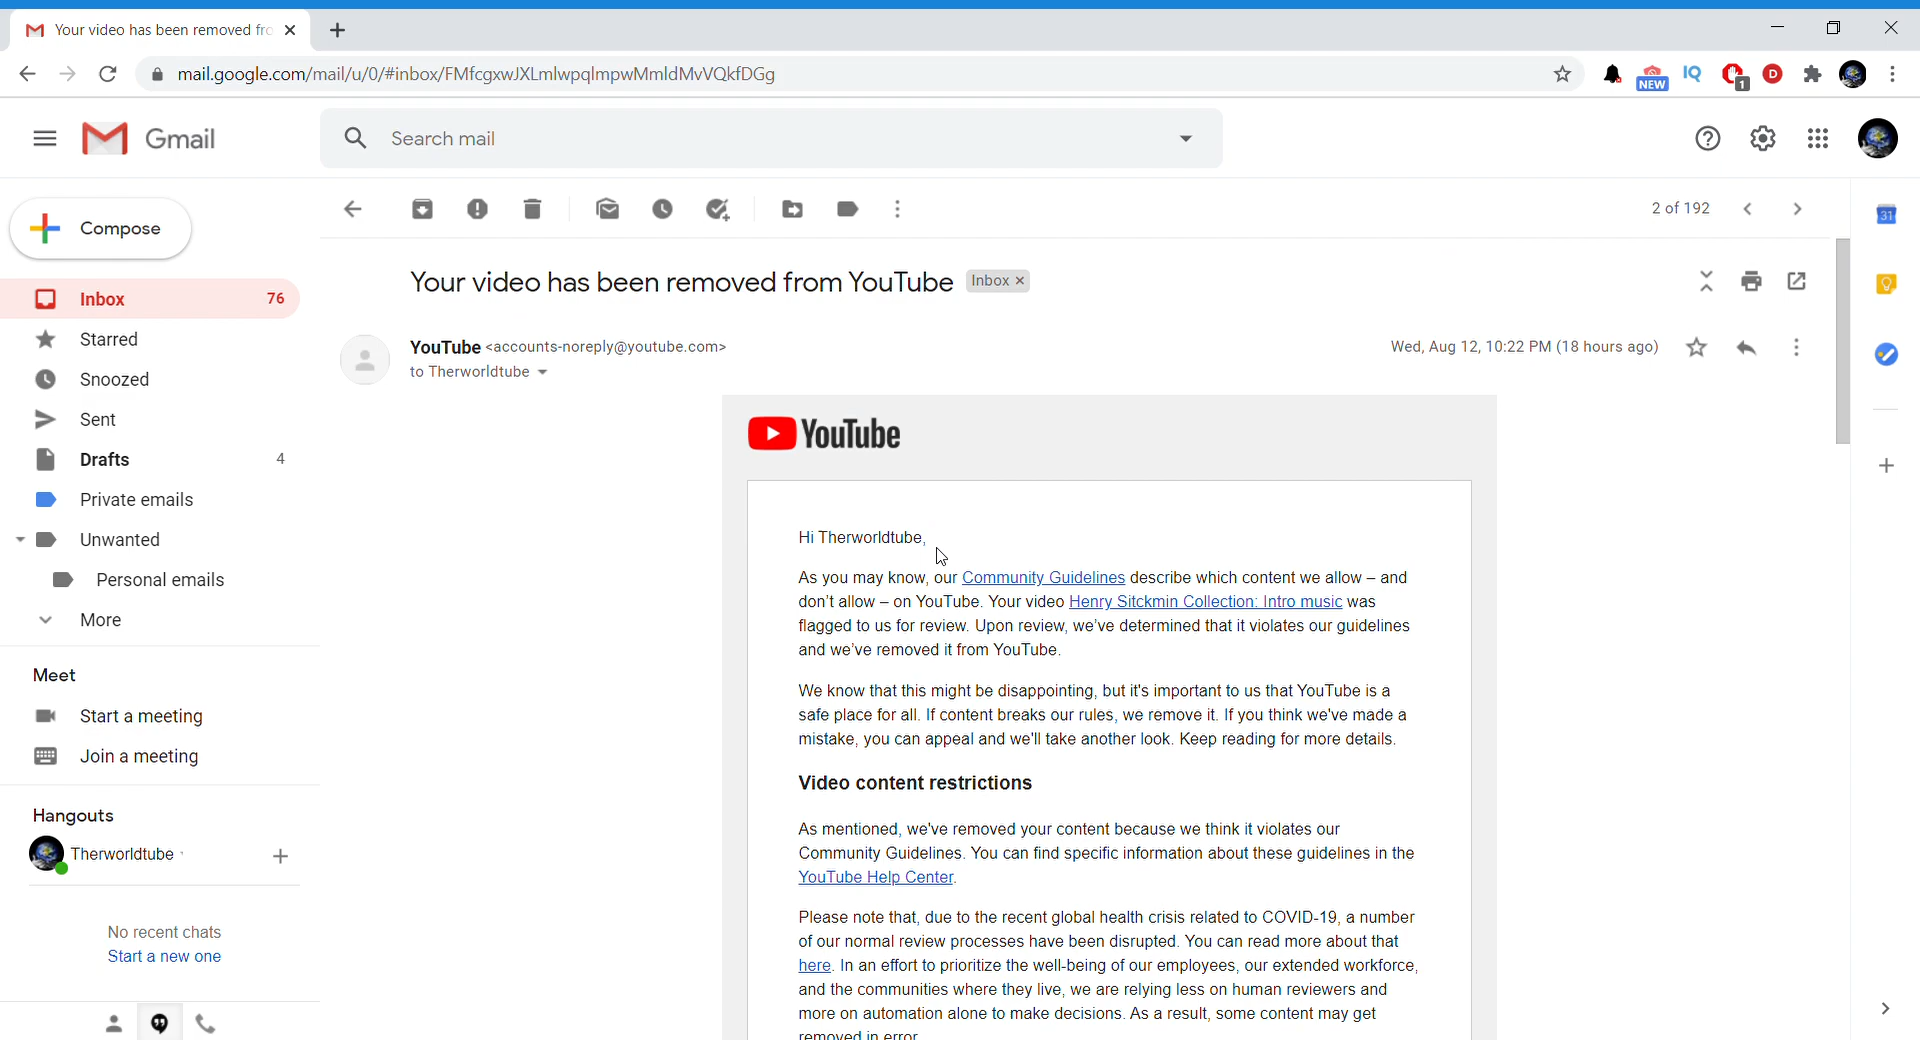 Your video has been removed fro
mail.google.com/mail/u/0/#inbox/FMfcgxwJXLmlwpqlmpwMmldMvVQkfDGg
NEW
IQ
1
D
Gmail
Search mail
Compose
2 of 192
31
Your video has been removed from YouTube
Inbox ×
Inbox 76
Starred
Snoozed
Sent
Drafts 4
Private emails
Unwanted
Personal emails
More
YouTube <accounts-noreply@youtube.com>
Wed, Aug 12, 10:22 PM (18 hours ago)
to Therworldtube
YouTube
Hi Therworldtube,
As you may know, our Community Guidelines describe which content we allow – and
don’t allow – on YouTube. Your video Henry Sitckmin Collection: Intro music was
flagged to us for review. Upon review, we’ve determined that it violates our guidelines
and we’ve removed it from YouTube.
We know that this might be disappointing, but it's important to us that YouTube is a
safe place for all. If content breaks our rules, we remove it. If you think we've made a
mistake, you can appeal and we'll take another look. Keep reading for more details.
Video content restrictions
As mentioned, we've removed your content because we think it violates our
Community Guidelines. You can find specific information about these guidelines in the
YouTube Help Center.
Please note that, due to the recent global health crisis related to COVID-19, a number
of our normal review processes have been disrupted. You can read more about that
here. In an effort to prioritize the well-being of our employees, our extended workforce,
and the communities where they live, we are relying less on human reviewers and
more on automation alone to make decisions. As a result, some content may get
removed in error
Meet
Start a meeting
Join a meeting
Hangouts
Therworldtube
No recent chats
Start a new one